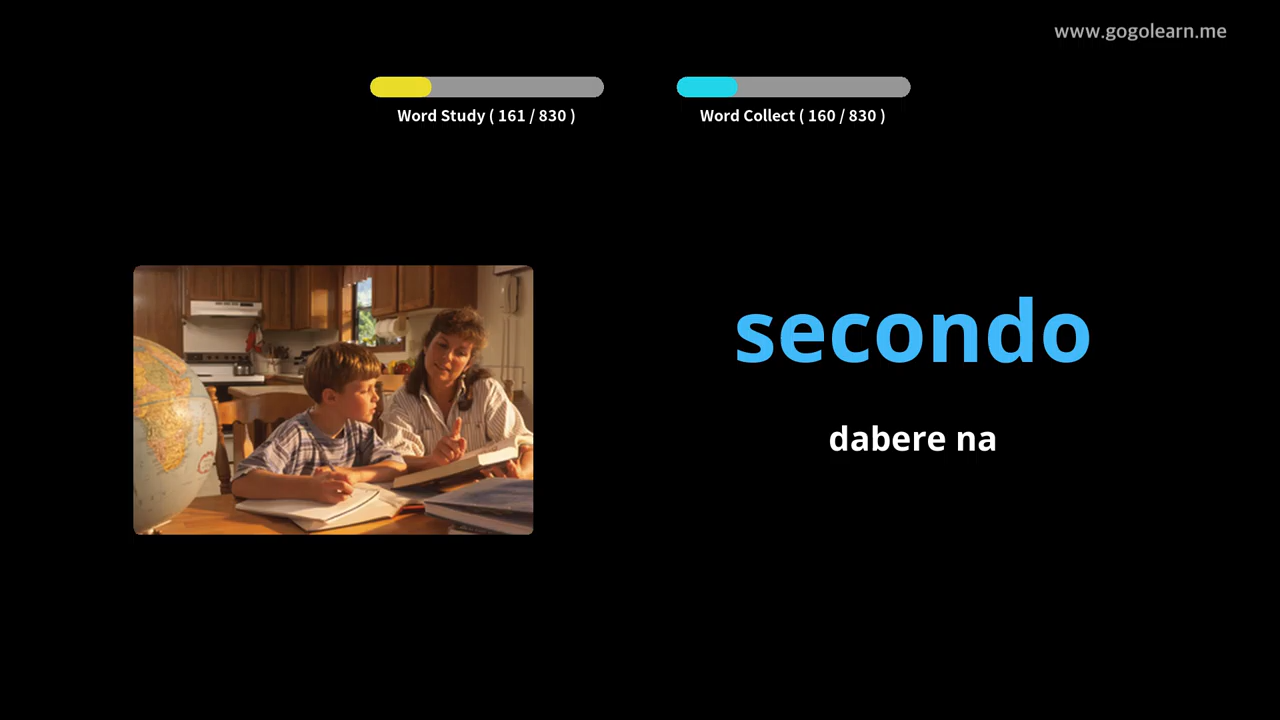 www.gogolearn.me
Word Study ( 161 / 830 )
Word Collect ( 160 / 830 )
secondo
dabere na